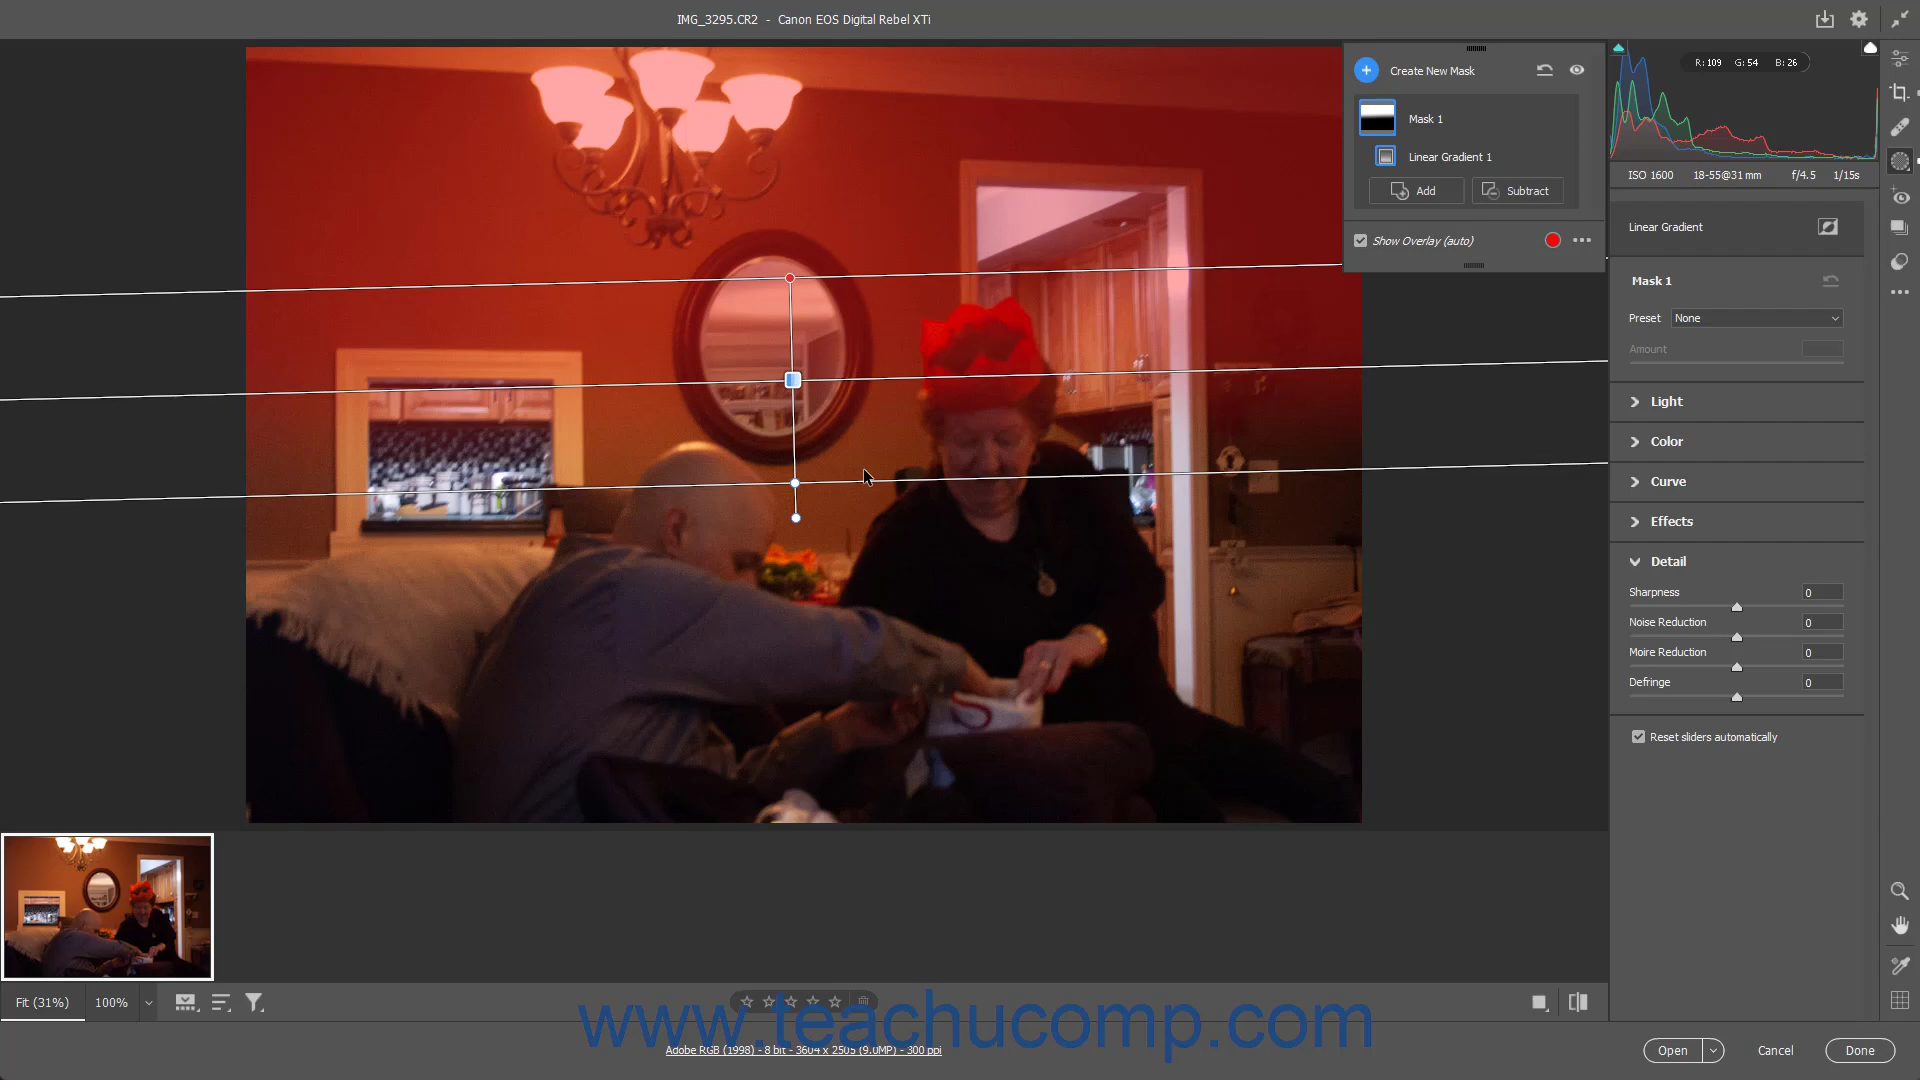 IMG_3295.CR2 - Canon EOS Digital Rebel XTi
Create New Mask
Mask 1
Linear Gradient 1
Add
Subtract
Show Overlay (auto)
R: 109 G: 54 B: 26
ISO 1600 18-55@31 mm f/4.5 1/15s
Linear Gradient
Mask 1
Preset None
Amount
Light
Color
Curve
Effects
Detail
Sharpness 0
Noise Reduction 0
Moire Reduction 0
Defringe 0
Reset sliders automatically
Fit (31%) 100%
www.teachucomp.com
Adobe RGB (1998) - 8 bit - 3604 x 2505 (9.0MP) - 300 ppi
Open Cancel Done